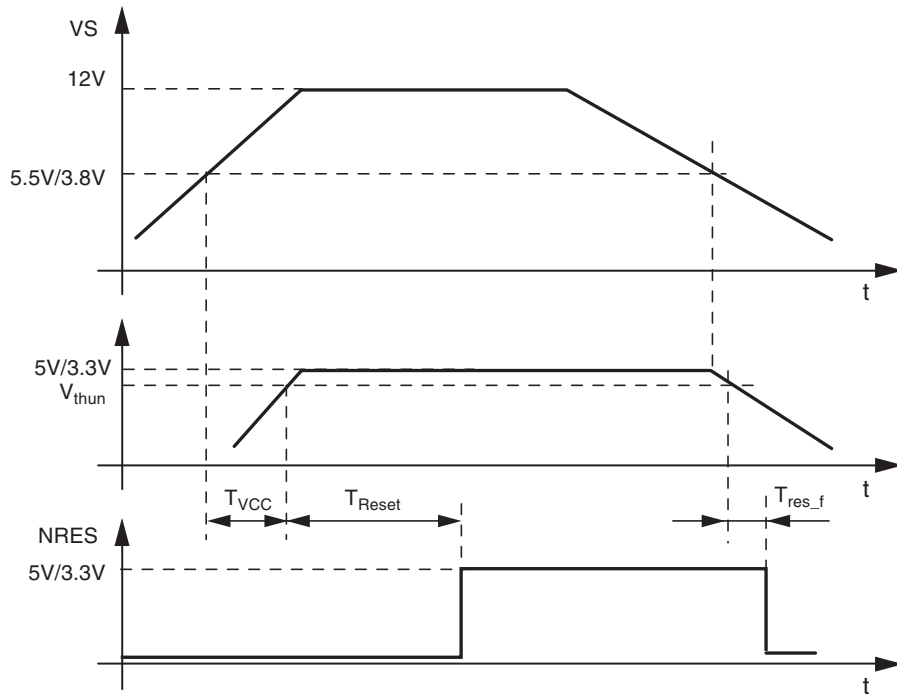 VS
12V
5.5V/3.8V
t
5V/3.3V
Vthun
TVCC
TReset
Tres_f
NRES
5V/3.3V
t